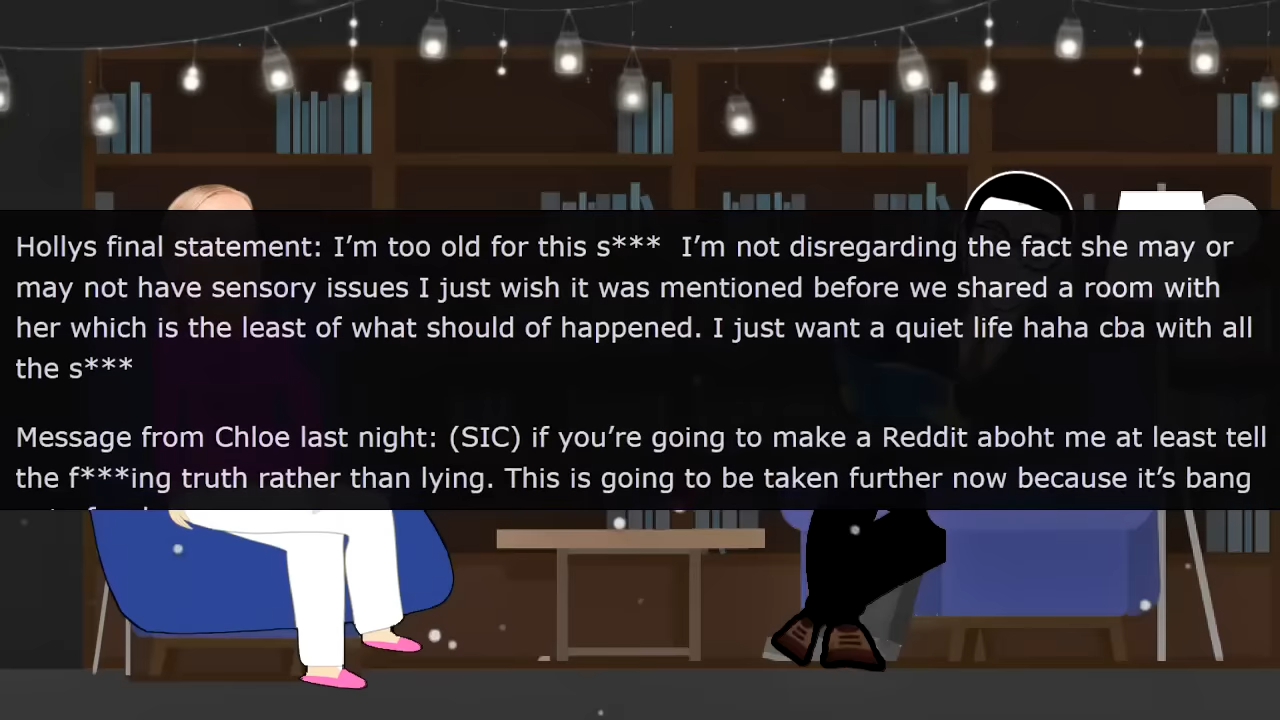 Hollys final statement: I’m too old for this s***  I’m not disregarding the fact she may or
may not have sensory issues I just wish it was mentioned before we shared a room with
her which is the least of what should of happened. I just want a quiet life haha cba with all
the s***
Message from Chloe last night: (SIC) if you’re going to make a Reddit aboht me at least tell
the f***ing truth rather than lying. This is going to be taken further now because it’s bang